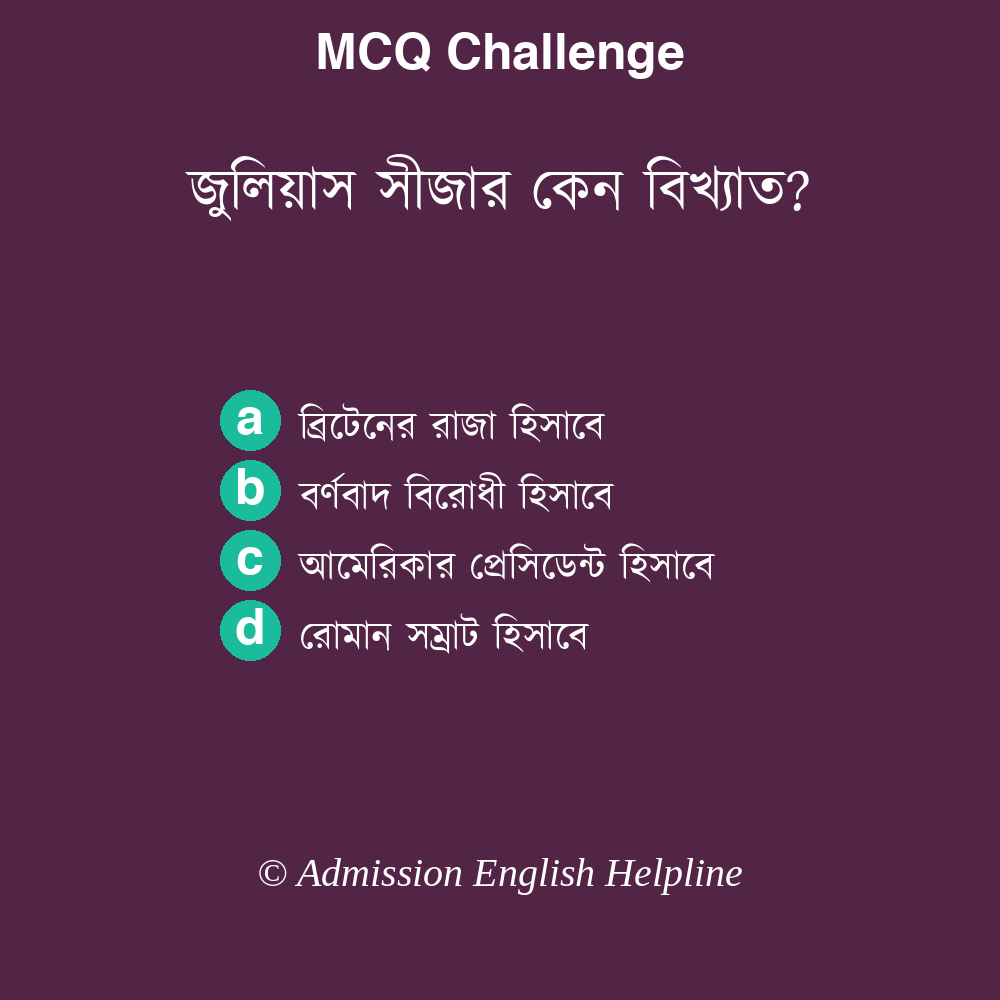 MCQ Challenge
জুলিয়াস সীজার কেন বিখ্যাত?
a ব্রিটেনের রাজা হিসাবে
b বর্ণবাদ বিরোধী হিসাবে
c আমেরিকার প্রেসিডেন্ট হিসাবে
d রোমান সম্রাট হিসাবে
© Admission English Helpline